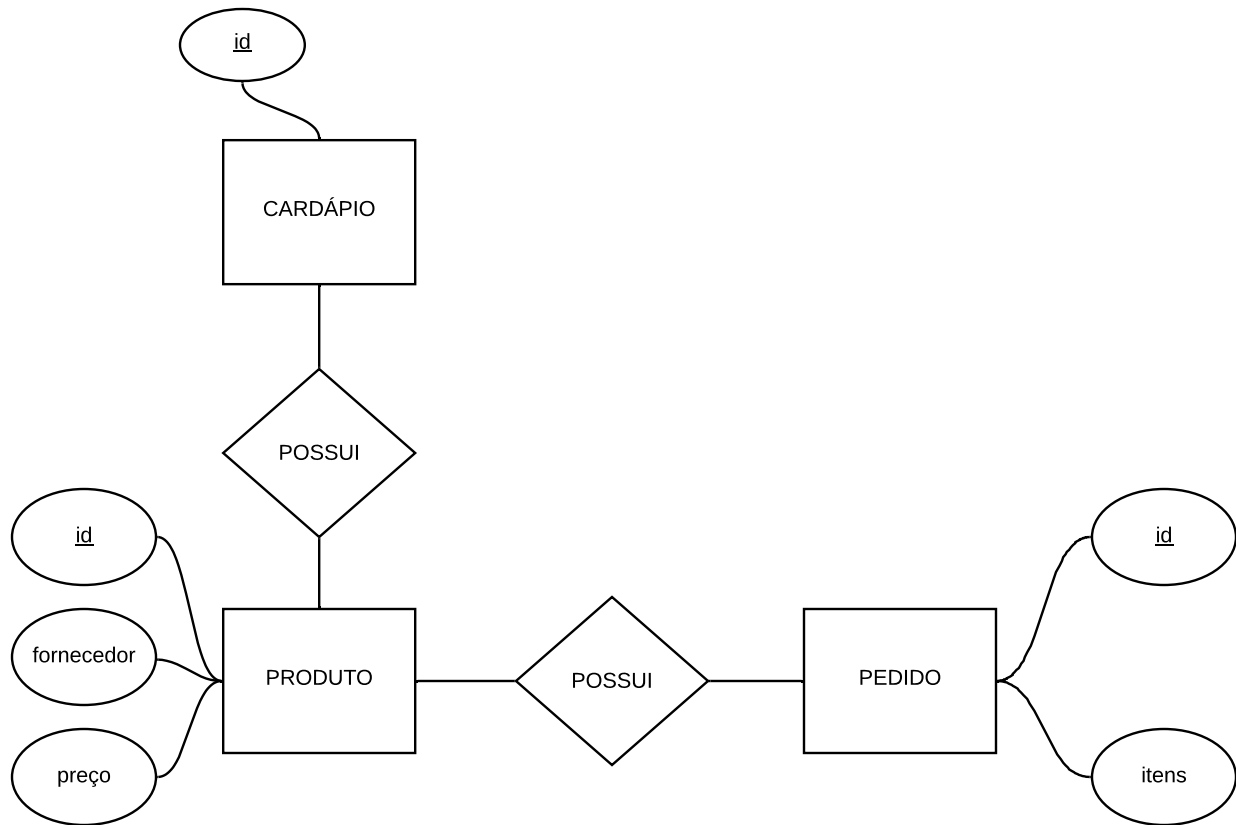 id
CARDÁPIO
POSSUI
id
id
fornecedor
PRODUTO
POSSUI
PEDIDO
preço
itens